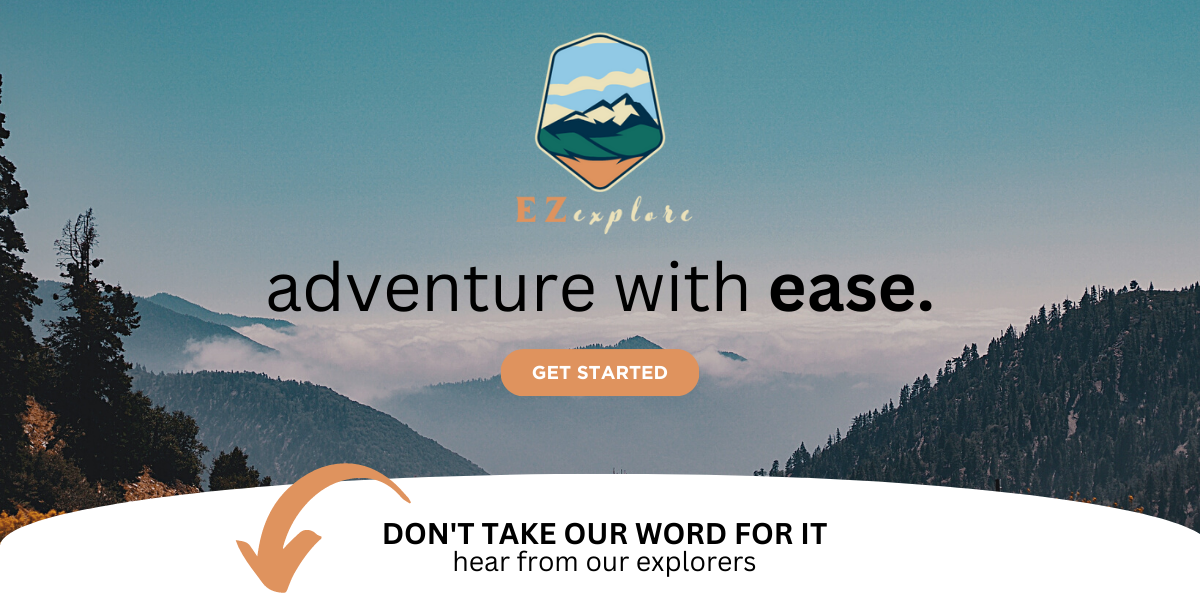 EZ explore
adventure with ease.
GET STARTED
DON'T TAKE OUR WORD FOR IT
hear from our explorers